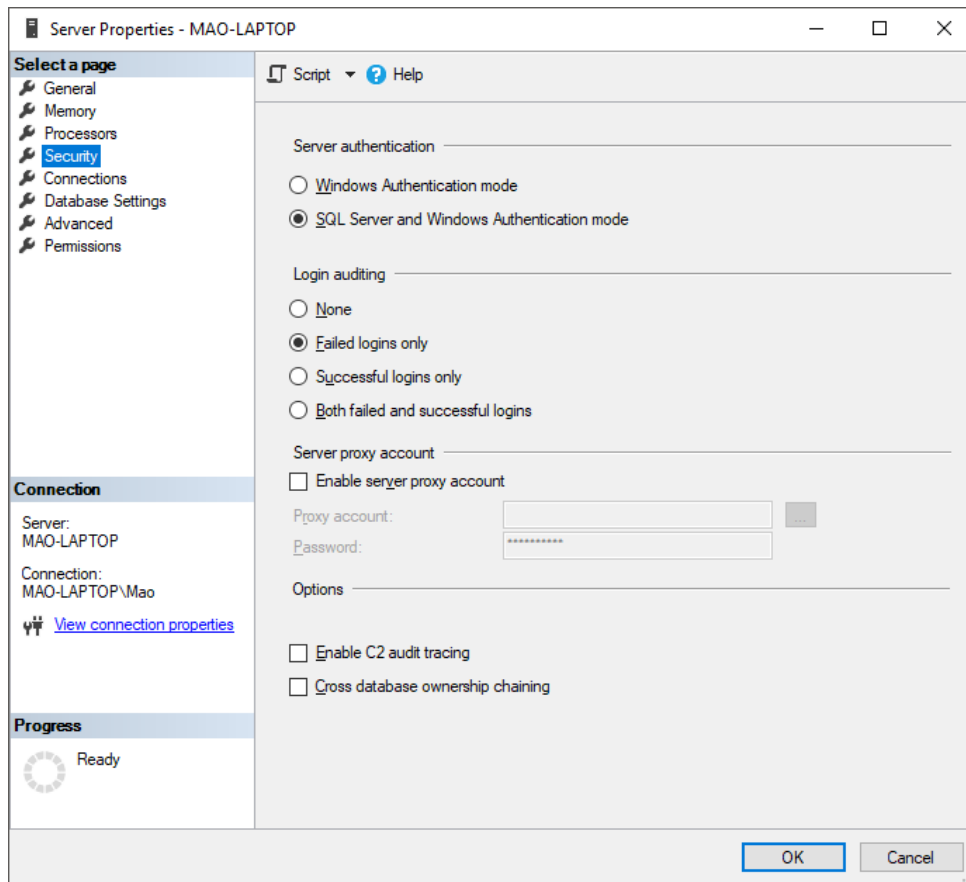 Server Properties - MAO-LAPTOP
Select a page
General
Memory
Processors
Security
Connections
Database Settings
Advanced
Permissions
Connection
Server:
MAO-LAPTOP
Connection:
MAO-LAPTOP\Mao
View connection properties
Progress
Ready
Script
? Help
Server authentication
Windows Authentication mode
SQL Server and Windows Authentication mode
Login auditing
None
Failed logins only
Successful logins only
Both failed and successful logins
Server proxy account
Enable server proxy account
Proxy account:
...
Password: **********
Options
Enable C2 audit tracing
Cross database ownership chaining
OK Cancel